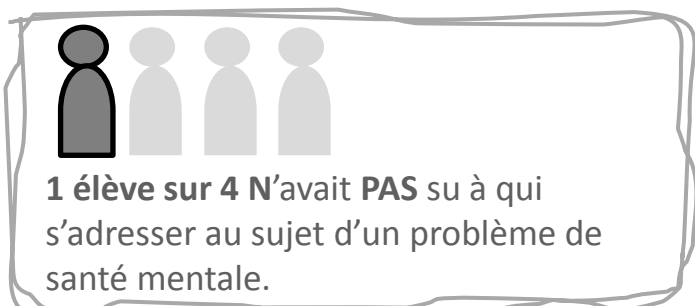 1 élève sur 4 N’avait PAS su à qui
s’adresser au sujet d’un problème de
santé mentale.